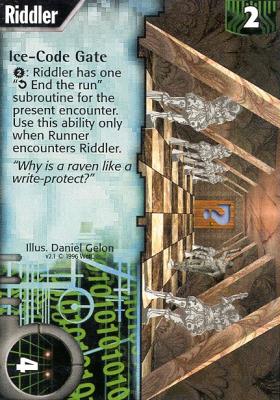 Riddler
2
Ice-Code Gate
2: Riddler has one
"⟲ End the run"
subroutine for the
present encounter.
Use this ability only
when Runner
encounters Riddler.
"Why is a raven like a
write-protect?"
Illus. Daniel Gelon
v2.1 © 1996 WotC
4